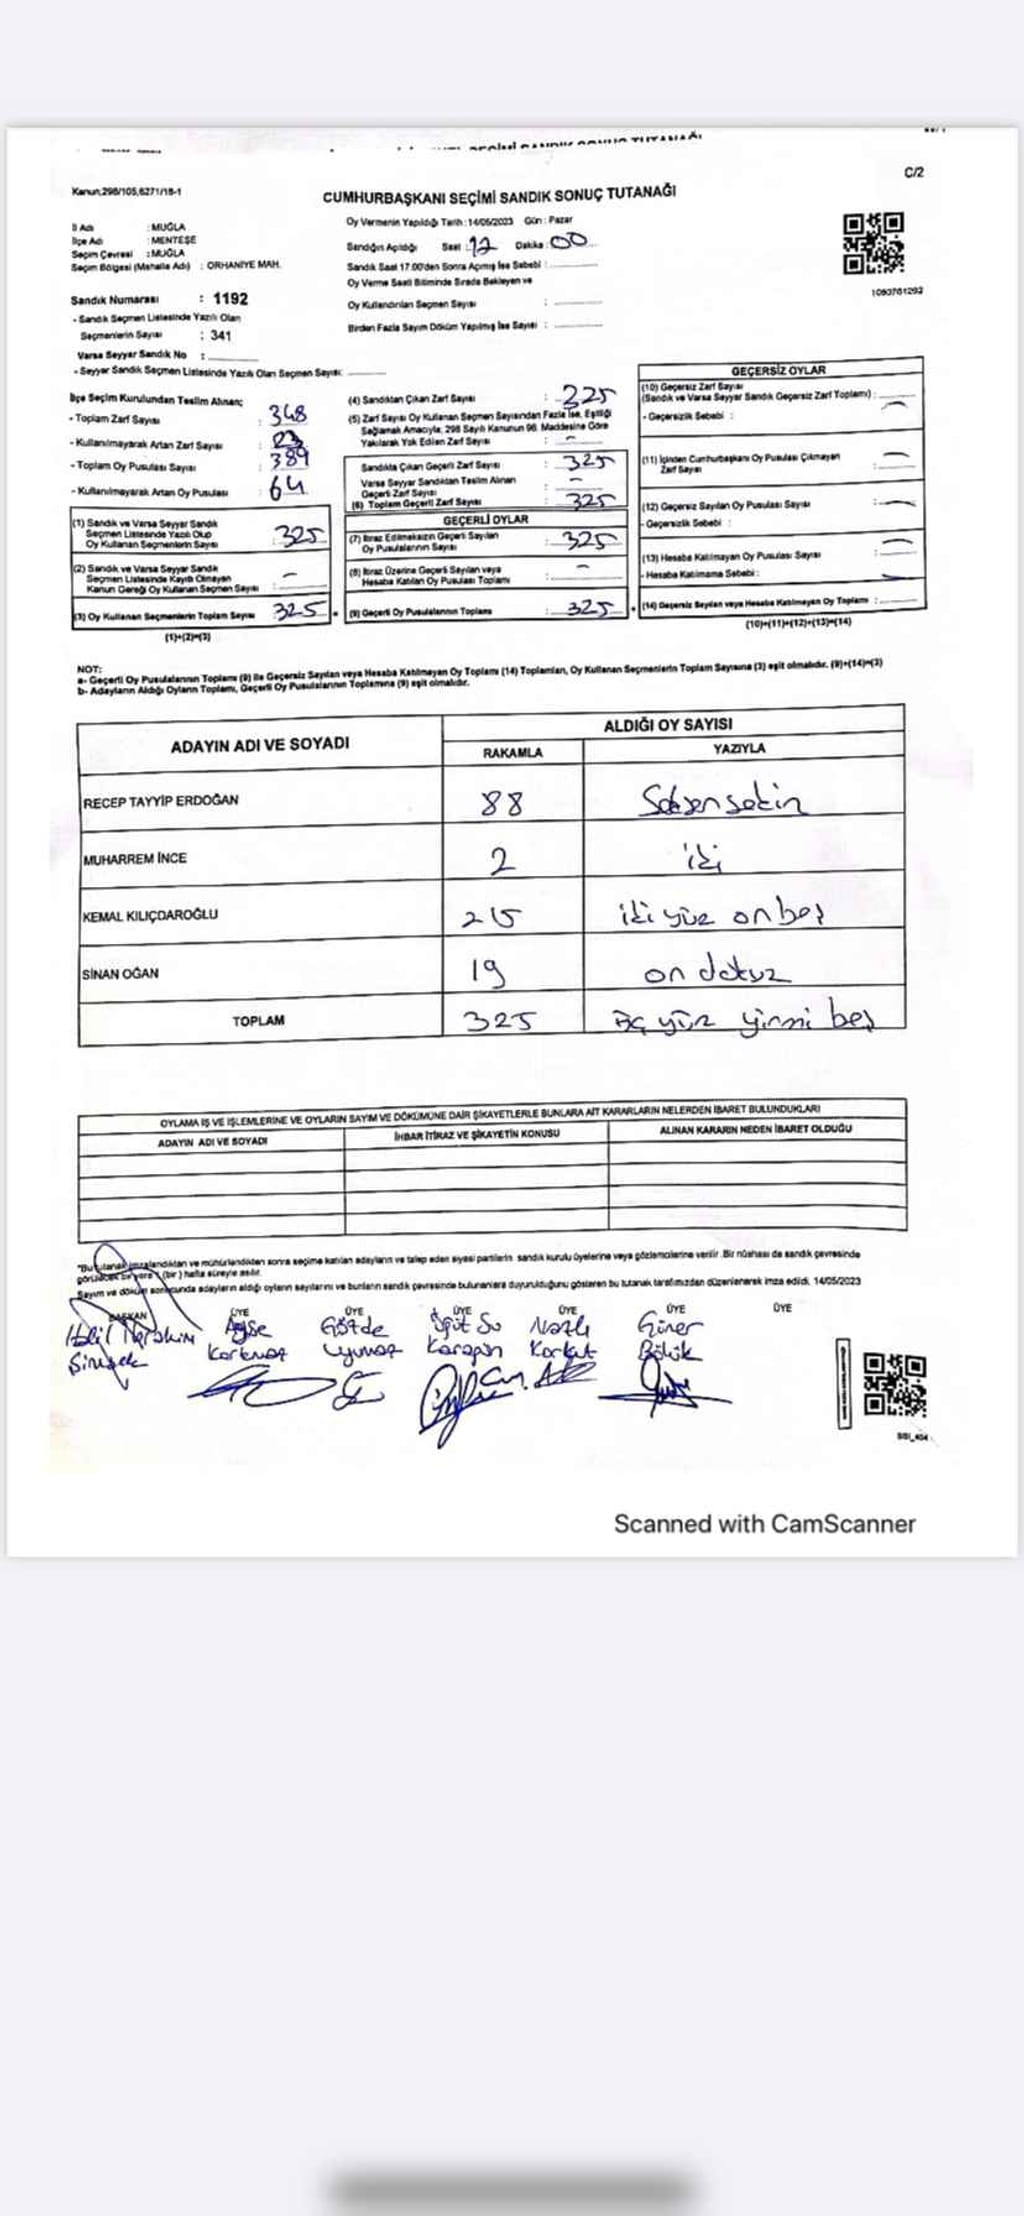 C/2
Kanun:298/105,6271/18-1
CUMHURBAŞKANI SEÇİMİ SANDIK SONUÇ TUTANAĞI
İl Adı : MUĞLA
İlçe Adı : MENTEŞE
Seçim Çevresi : MUĞLA
Seçim Bölgesi (Mahalle Adı) : ORHANİYE MAH.
Sandık Numarası : 1192
- Sandık Seçmen Listesinde Yazılı Olan
Seçmenlerin Sayısı : 341
Varsa Seyyar Sandık No :
- Seyyar Sandık Seçmen Listesinde Yazılı Olan Seçmen Sayısı:
Oy Vermenin Yapıldığı Tarih :14/05/2023 Gün : Pazar
Sandığın Açıldığı Saat : 12 Dakika : 00
Sandık Saat 17.00'den Sonra Açmış İse Sebebi :
Oy Verme Saati Bitiminde Sırada Bekleyen ve
Oy Kullandırılan Seçmen Sayısı :
Birden Fazla Sayım Döküm Yapılmış İse Sayısı :
1093761292
İlçe Seçim Kurulundan Teslim Alınan;
- Toplam Zarf Sayısı : 348
- Kullanılmayarak Artan Zarf Sayısı : 23
- Toplam Oy Pusulası Sayısı : 389
- Kullanılmayarak Artan Oy Pusulası : 64
(1) Sandık ve Varsa Seyyar Sandık
Seçmen Listesinde Yazılı Olup
Oy Kullanan Seçmenlerin Sayısı : 325
(2) Sandık ve Varsa Seyyar Sandık
Seçmen Listesinde Kayıtlı Olmayan
Kanun Gereği Oy Kullanan Seçmen Sayısı : -
(3) Oy Kullanan Seçmenlerin Toplam Sayısı : 325 =
(1)+(2)=(3)
(4) Sandıktan Çıkan Zarf Sayısı : 325
(5) Zarf Sayısı Oy Kullanan Seçmen Sayısından Fazla İse, Eşitliği
Sağlamak Amacıyla, 298 Sayılı Kanunun 98. Maddesine Göre
Yakılarak Yok Edilen Zarf Sayısı : -
Sandıkta Çıkan Geçerli Zarf Sayısı : 325
Varsa Seyyar Sandıktan Teslim Alınan
Geçerli Zarf Sayısı : -
(6) Toplam Geçerli Zarf Sayısı : 325
GEÇERLİ OYLAR
(7) İtiraz Edilmeksizin Geçerli Sayılan
Oy Pusulalarının Sayısı : 325
(8) İtiraz Üzerine Geçerli Sayılan veya
Hesaba Katılan Oy Pusulası Toplamı : -
(9) Geçerli Oy Pusulalarının Toplamı : 325
GEÇERSİZ OYLAR
(10) Geçersiz Zarf Sayısı
(Sandık ve Varsa Seyyar Sandık Geçersiz Zarf Toplamı) :
- Geçersizlik Sebebi :
(11) İçinden Cumhurbaşkanı Oy Pusulası Çıkmayan
Zarf Sayısı :
(12) Geçersiz Sayılan Oy Pusulası Sayısı :
- Geçersizlik Sebebi :
(13) Hesaba Katılmayan Oy Pusulası Sayısı :
- Hesaba Katılmama Sebebi :
(14) Geçersiz Sayılan veya Hesaba Katılmayan Oy Toplamı :
(10)+(11)+(12)+(13)=(14)
NOT:
a- Geçerli Oy Pusulalarının Toplamı (9) ile Geçersiz Sayılan veya Hesaba Katılmayan Oy Toplamı (14) Toplamları, Oy Kullanan Seçmenlerin Toplam Sayısına (3) eşit olmalıdır. (9)+(14)=(3)
b- Adayların Aldığı Oyların Toplamı, Geçerli Oy Pusulalarının Toplamına (9) eşit olmalıdır.
ADAYIN ADI VE SOYADI
ALDIĞI OY SAYISI
RAKAMLA YAZIYLA
RECEP TAYYİP ERDOĞAN 88 Seksen sekiz
MUHARREM İNCE 2 iki
KEMAL KILIÇDAROĞLU 215 iki yüz on beş
SİNAN OĞAN 19 on dokuz
TOPLAM 325 üç yüz yirmi beş
OYLAMA İŞ VE İŞLEMLERİNE VE OYLARIN SAYIM VE DÖKÜMÜNE DAİR ŞİKAYETLERLE BUNLARA AİT KARARLARIN NELERDEN İBARET BULUNDUKLARI
ADAYIN ADI VE SOYADI İHBAR İTİRAZ VE ŞİKAYETİN KONUSU ALINAN KARARIN NEDEN İBARET OLDUĞU
*Bu tutanak imzalandıktan ve mühürlendikten sonra seçime katılan adayların ve talep eden siyasi partilerin sandık kurulu üyelerine veya gözlemcilerine verilir. Bir nüshası da sandık çevresinde
görülecek bir yere 1 (bir) hafta süreyle asılır.
Sayım ve döküm sonucunda adayların aldığı oyların sayılarını ve bunların sandık çevresinde bulunanlara duyurulduğunu gösteren bu tutanak tarafımızdan düzenlenerek imza edildi. 14/05/2023
BAŞKAN ÜYE ÜYE ÜYE ÜYE ÜYE ÜYE
Halil İbrahim Ayşe Gözde Öğüt Su Nazlı Güner
Şimşek Korkmaz Uyumaz Karapın Korkut Bölük
Scanned with CamScanner